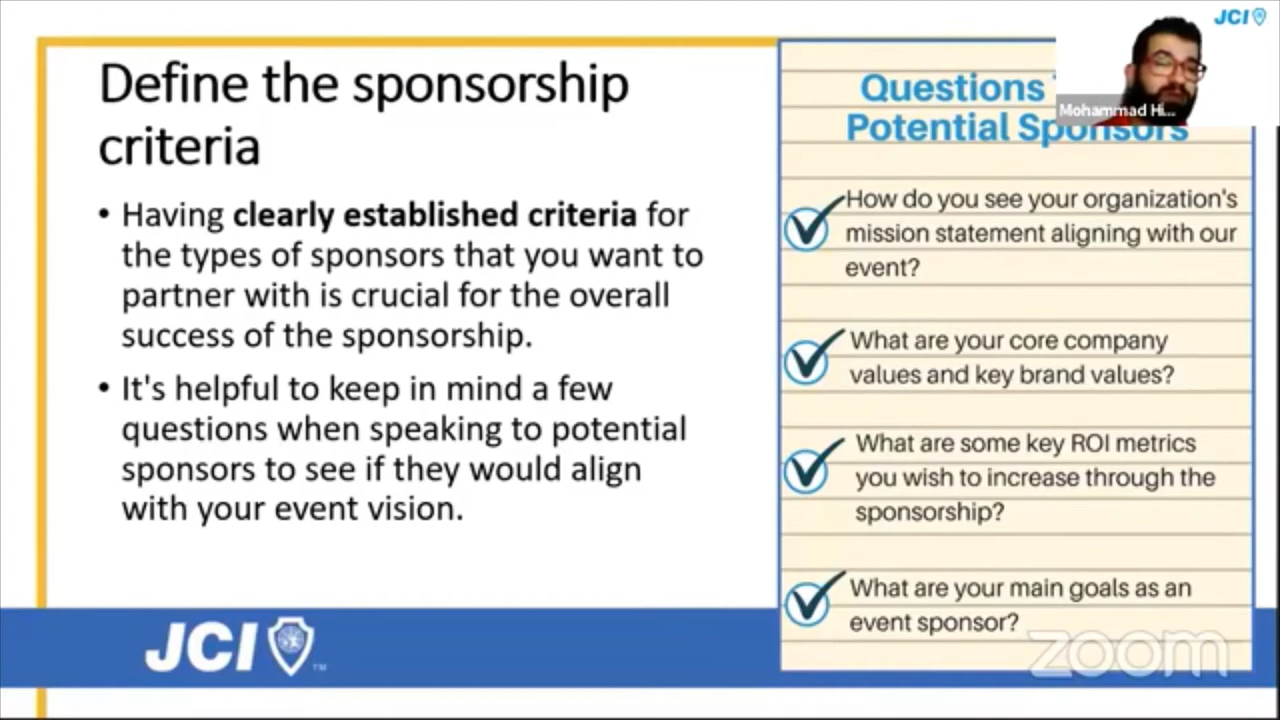 JCI
Define the sponsorship
criteria
• Having clearly established criteria for
the types of sponsors that you want to
partner with is crucial for the overall
success of the sponsorship.
• It's helpful to keep in mind a few
questions when speaking to potential
sponsors to see if they would align
with your event vision.
Questions
Potential Sponsors
Mohammad Hi...
How do you see your organization's
mission statement aligning with our
event?
What are your core company
values and key brand values?
What are some key ROI metrics
you wish to increase through the
sponsorship?
What are your main goals as an
event sponsor?
JCI
TM
zoom